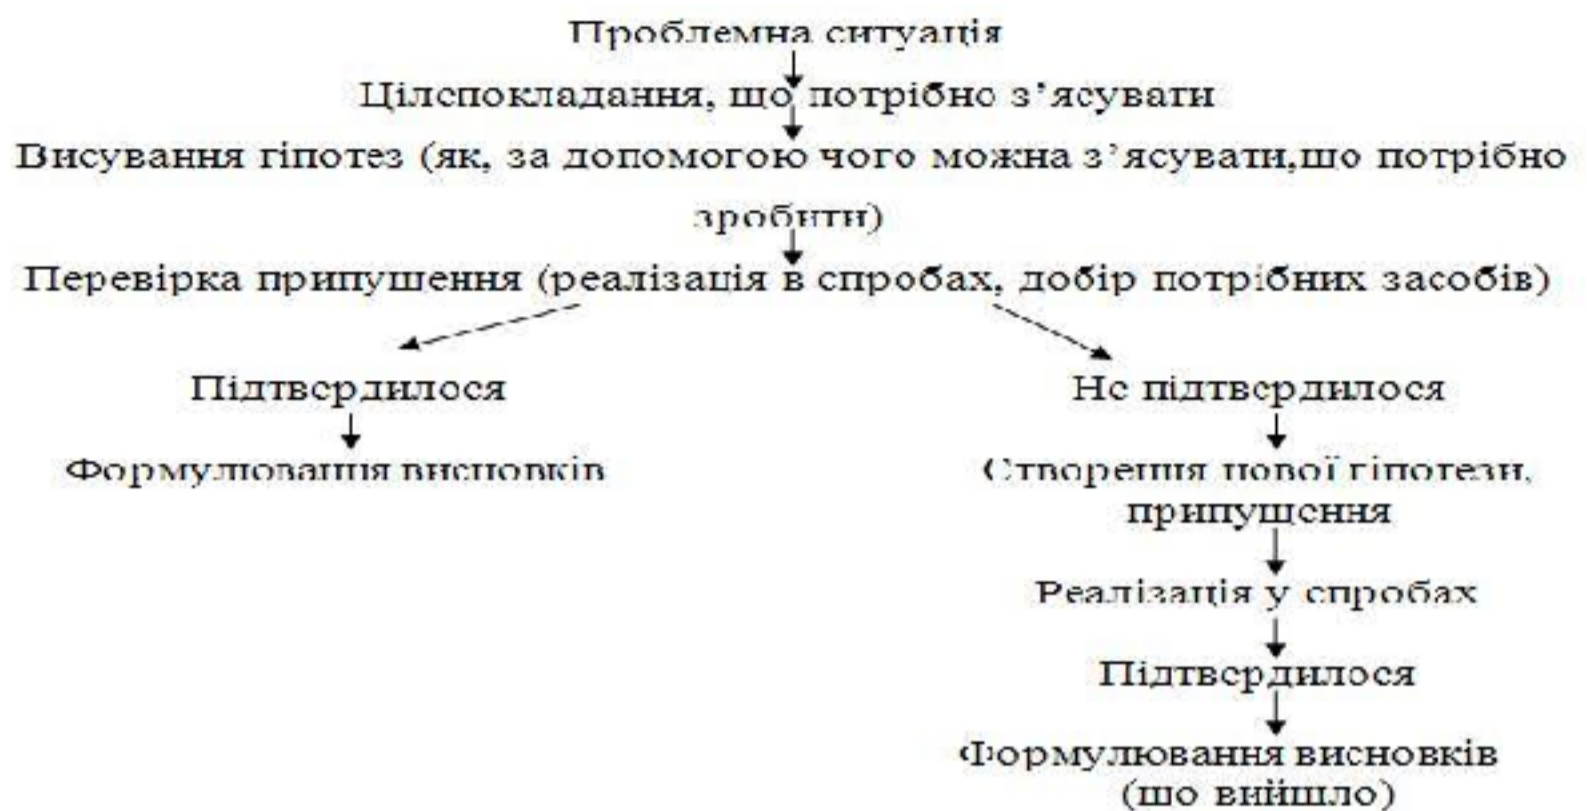 Проблемна ситуація
Цілепокладання, що потрібно з’ясувати
Висування гіпотез (як, за допомогою чого можна з’ясувати,що потрібно
зробити)
Перевірка припущення (реалізація в спробах, добір потрібних засобів)
Підтвердилося
Не підтвердилося
Формулювання висновків
Створення нової гіпотези,
припущення
Реалізація у спробах
Підтвердилося
Формулювання висновків
(що вийшло)